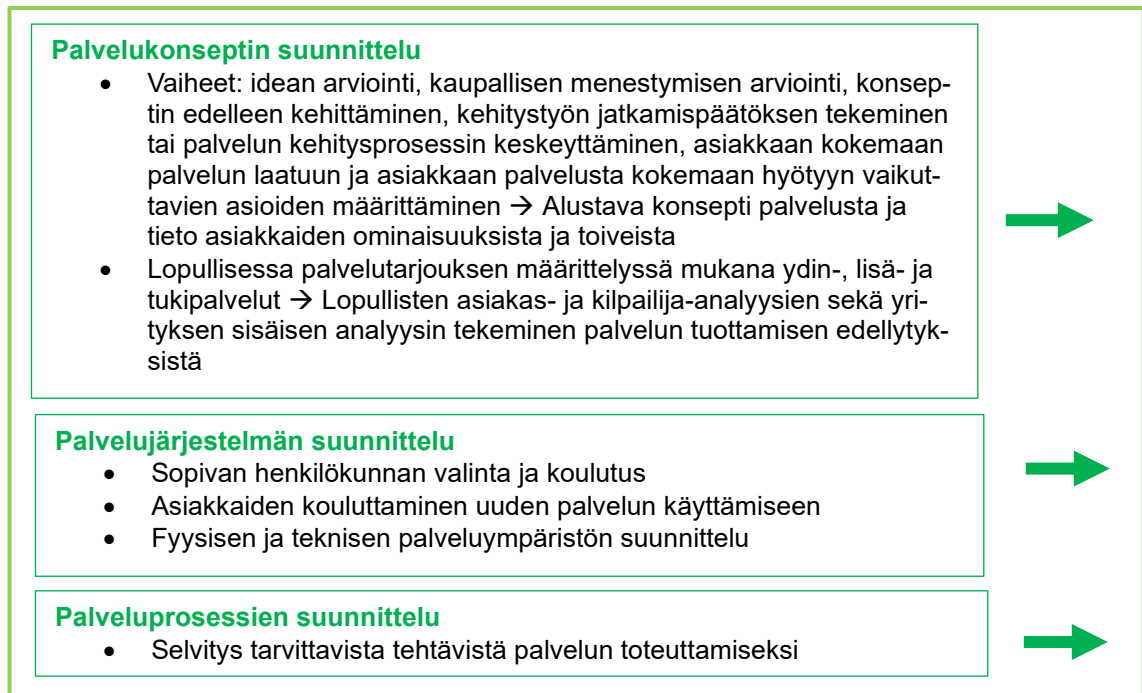 Palvelukonseptin suunnittelu
• Vaiheet: idean arviointi, kaupallisen menestymisen arviointi, konsep-
tin edelleen kehittäminen, kehitystyön jatkamispäätöksen tekeminen
tai palvelun kehitysprosessin keskeyttäminen, asiakkaan kokemaan
palvelun laatuun ja asiakkaan palvelusta kokemaan hyötyyn vaikut-
tavien asioiden määrittäminen → Alustava konsepti palvelusta ja
tieto asiakkaiden ominaisuuksista ja toiveista
• Lopullisessa palvelutarjouksen määrittelyssä mukana ydin-, lisä- ja
tukipalvelut → Lopullisten asiakas- ja kilpailija-analyysien sekä yri-
tyksen sisäisen analyysin tekeminen palvelun tuottamisen edellytyk-
sistä
Palvelujärjestelmän suunnittelu
• Sopivan henkilökunnan valinta ja koulutus
• Asiakkaiden kouluttaminen uuden palvelun käyttämiseen
• Fyysisen ja teknisen palveluympäristön suunnittelu
Palveluprosessien suunnittelu
• Selvitys tarvittavista tehtävistä palvelun toteuttamiseksi